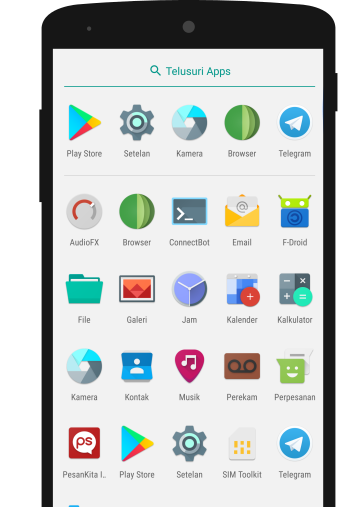 Telusuri Apps
Play Store Setelan Kamera Browser Telegram
AudioFX Browser ConnectBot Email F-Droid
File Galeri Jam Kalender Kalkulator
Kamera Kontak Musik Perekam Perpesanan
PesanKita I.. Play Store Setelan SIM Toolkit Telegram